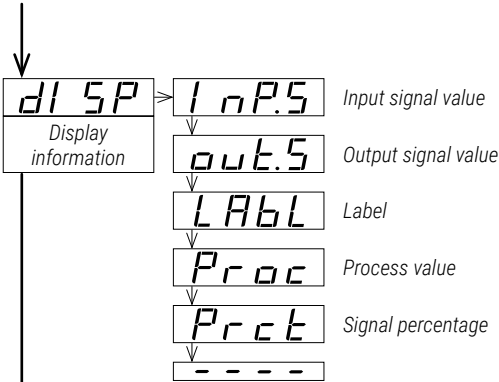 dISP
Display
information
InP.S
Input signal value
out.S
Output signal value
LAbL
Label
Proc
Process value
Prct
Signal percentage
----